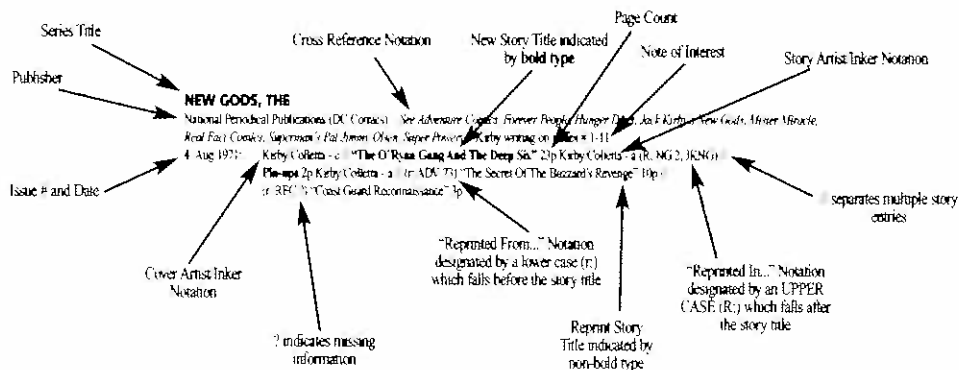 Page Count
Series Title
Cross Reference Notation
New Story Title indicated
by bold type
Note of Interest
Story Artist/Inker Notation
Publisher
NEW GODS, THE
National Periodical Publications (DC Comics) See Adventure Comics, Forever People, Hunger Dogs, Jack Kirby's New Gods, Mister Miracle,
Real Fact Comics, Superman's Pal Jimmy Olsen, Super Powers Kirby writing on 1-11
4 Aug 1971: Kirby/Colletta - c "The O'Ryan Gang And The Deep Six" 23p Kirby/Colletta - a (R: NG 2, JKNG)
Pin-ups 2p Kirby/Colletta - a (r: ADV 73) "The Secret Of The Buzzard's Revenge" 10p
(r: REC ?) "Coast Guard Reconnaissance" 3p
Issue # and Date
separates multiple story
entries
Cover Artist/Inker
Notation
"Reprinted From..." Notation
designated by a lower case (r:)
which falls before the story title
"Reprinted In..." Notation
designated by an UPPER
CASE (R:) which falls after
the story title
? indicates missing
information
Reprint Story
Title indicated by
non-bold type